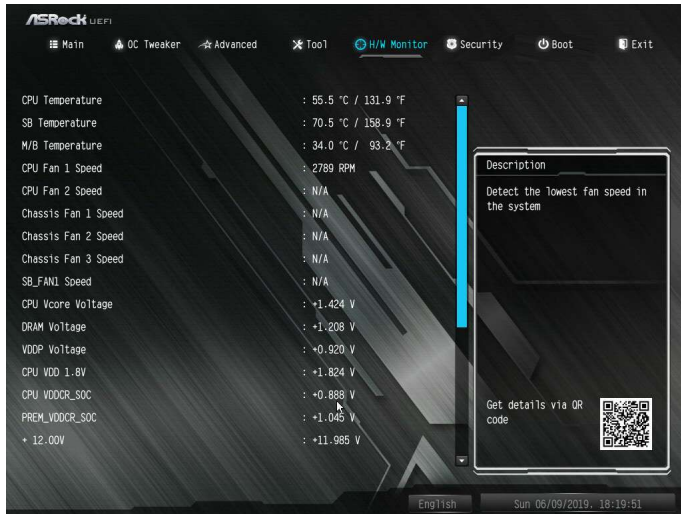 ASRock UEFI
Main OC Tweaker Advanced Tool H/W Monitor Security Boot Exit
CPU Temperature : 55.5 °C / 131.9 °F
SB Temperature : 70.5 °C / 158.9 °F
M/B Temperature : 34.0 °C / 93.2 °F
CPU Fan 1 Speed : 2789 RPM
CPU Fan 2 Speed : N/A
Chassis Fan 1 Speed : N/A
Chassis Fan 2 Speed : N/A
Chassis Fan 3 Speed : N/A
SB_FAN1 Speed : N/A
CPU Vcore Voltage : +1.424 V
DRAM Voltage : +1.208 V
VDDP Voltage : +0.920 V
CPU VDD 1.8V : +1.824 V
CPU VDDCR_SOC : +0.888 V
PREM_VDDCR_SOC : +1.045 V
+ 12.00V : +11.985 V
Description
Detect the lowest fan speed in
the system
Get details via QR
code
English Sun 06/09/2019, 18:19:51